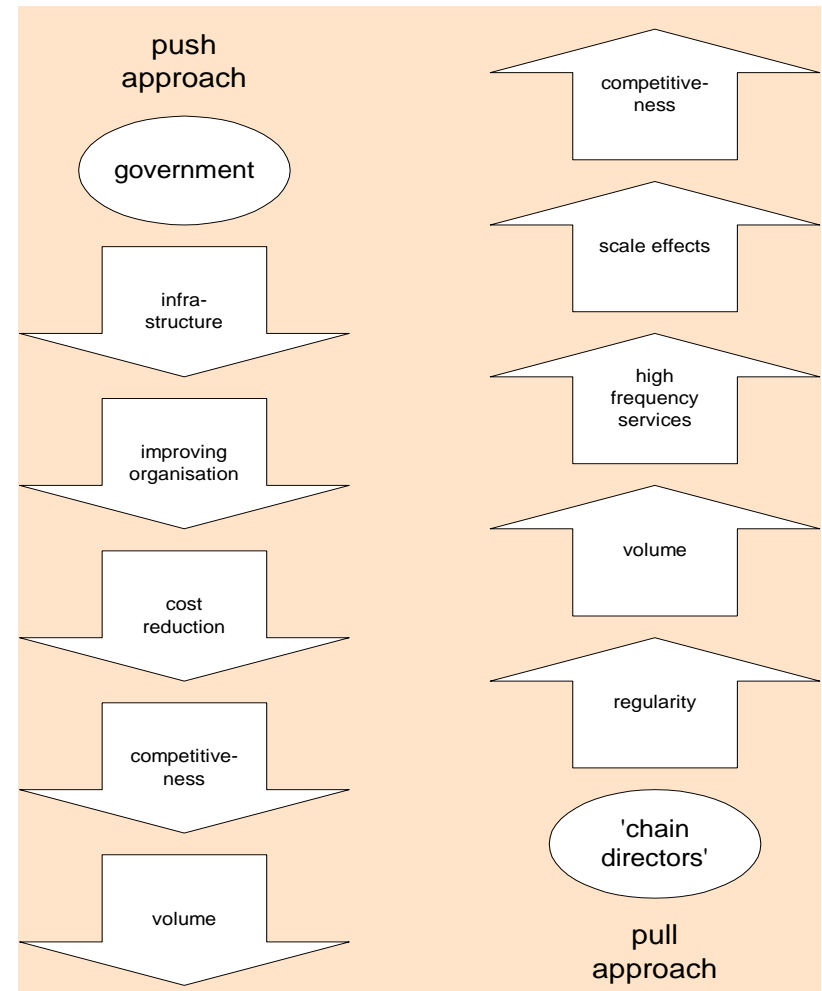 push
approach
government
infra-
structure
improving
organisation
cost
reduction
competitive-
ness
volume
competitive-
ness
scale effects
high
frequency
services
volume
regularity
'chain
directors'
pull
approach